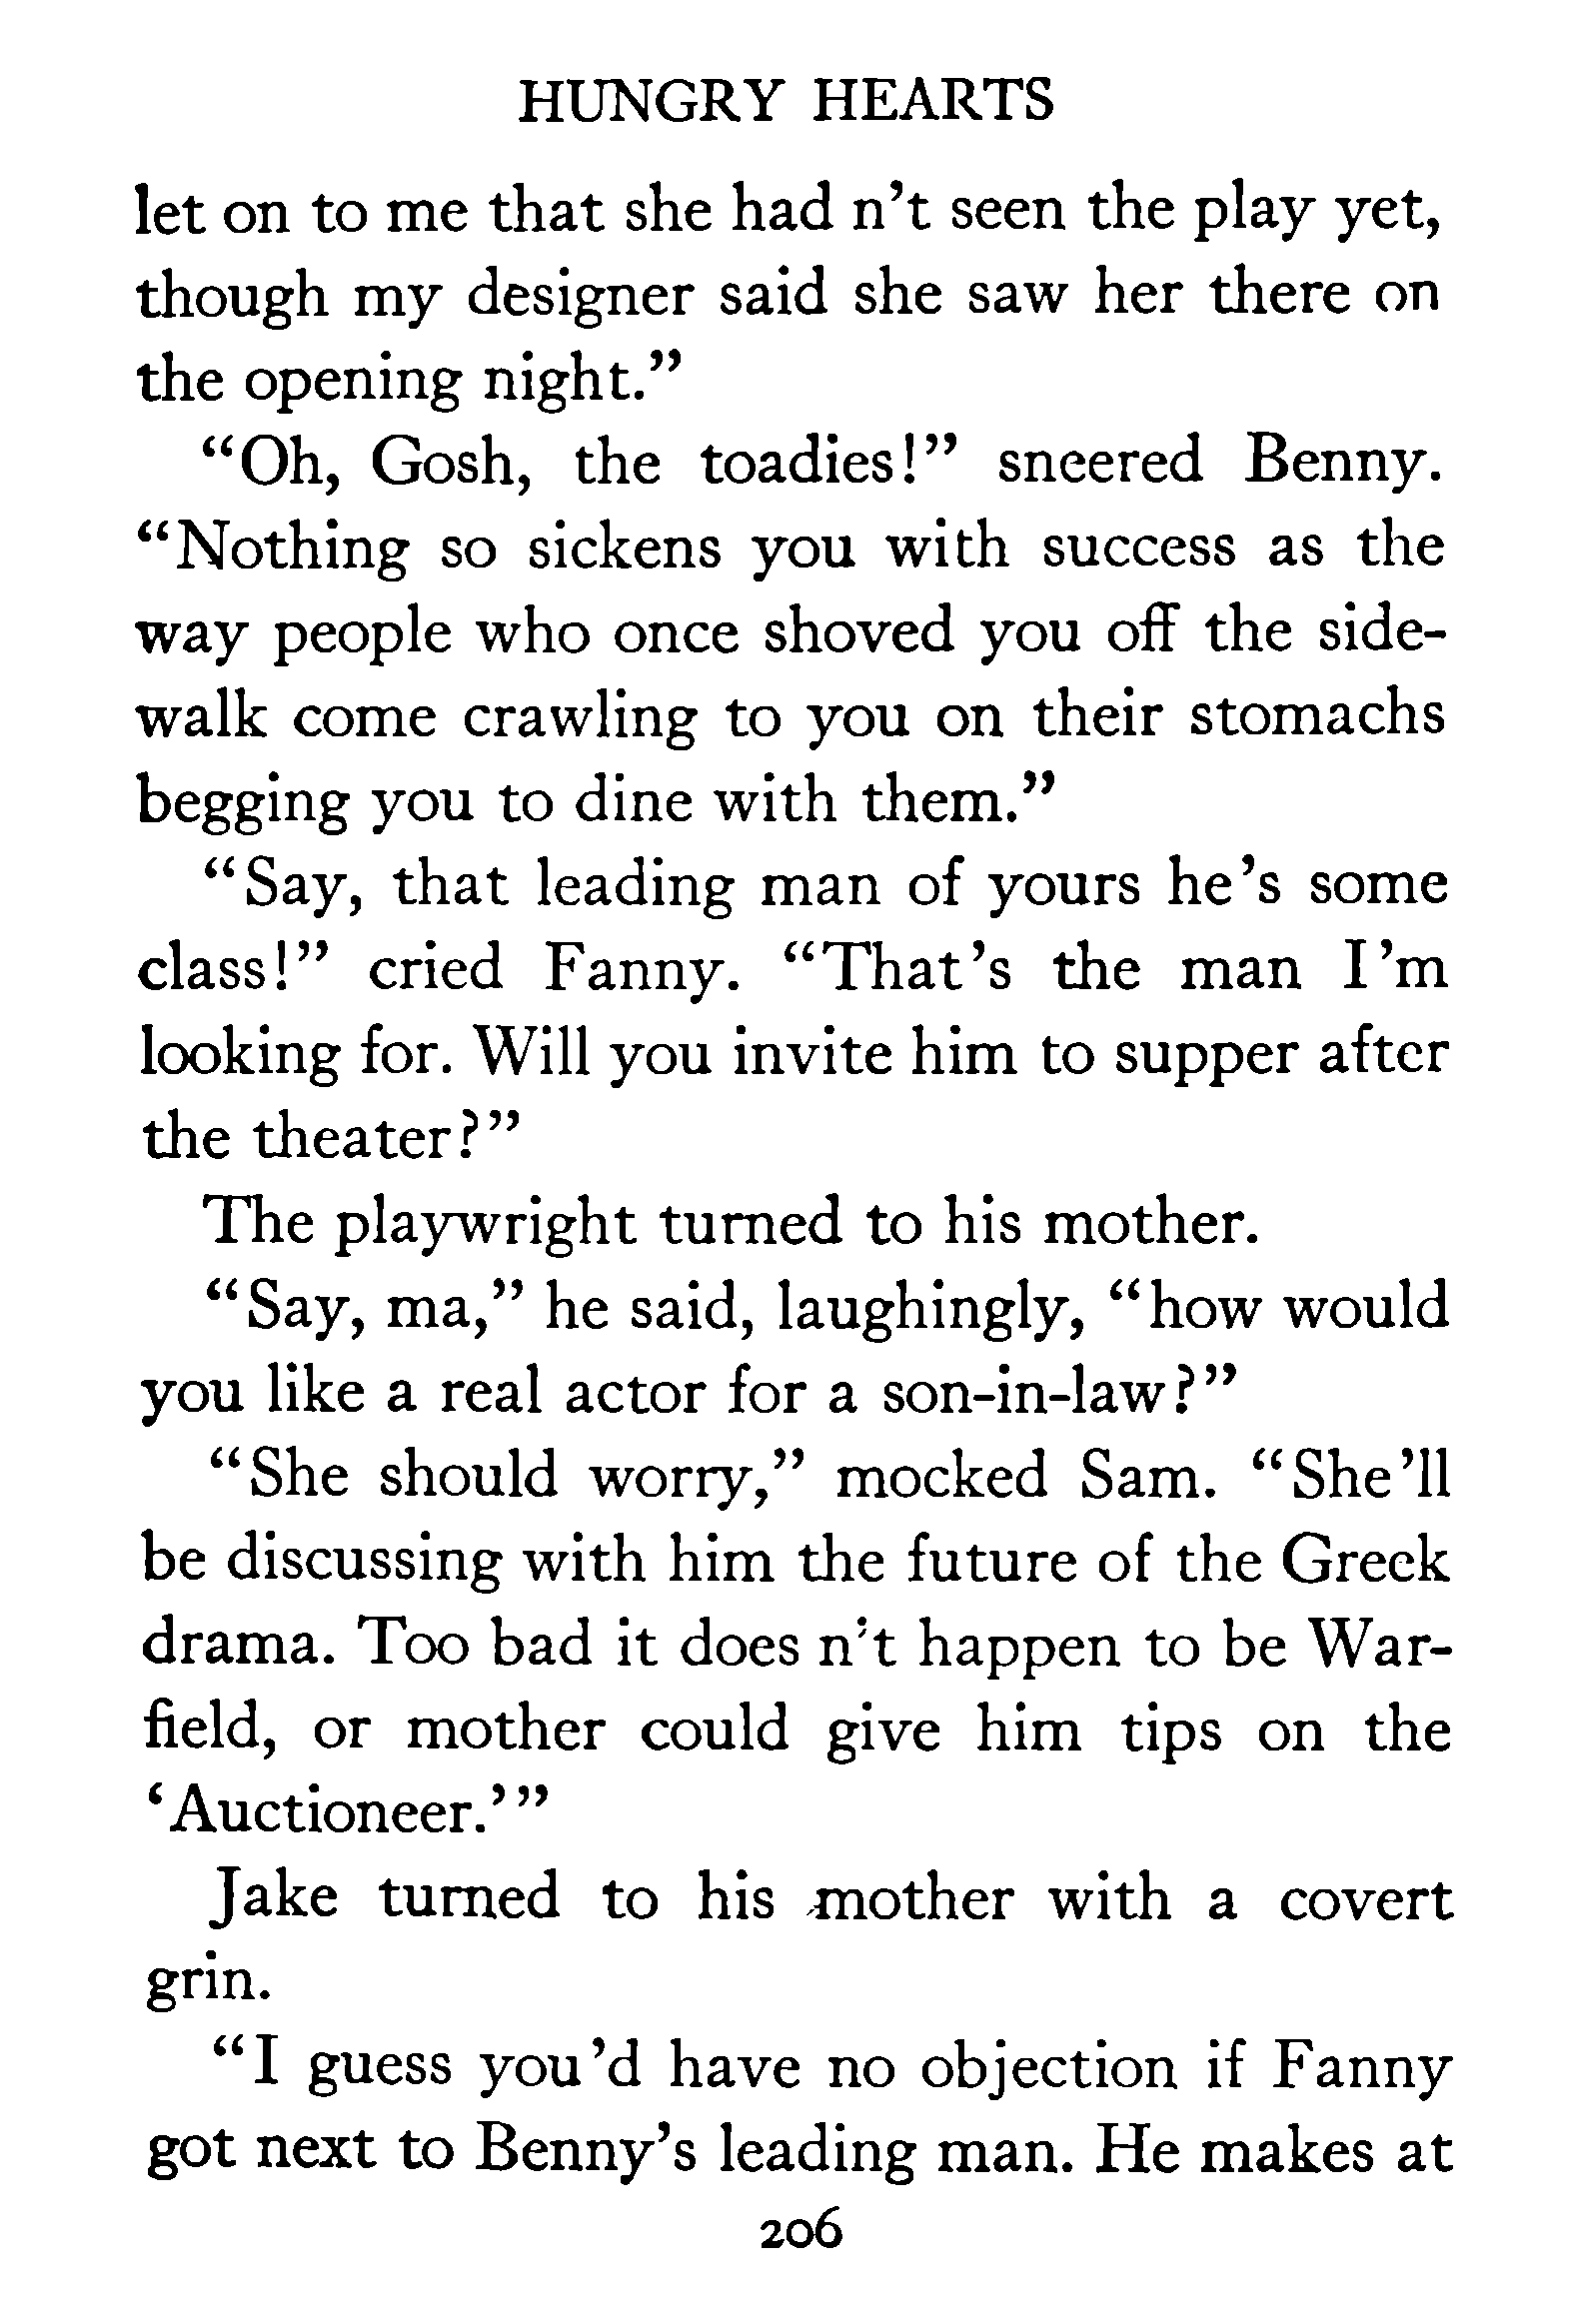 HUNGRY HEARTS
let on to me that she had n't seen the play yet,
though my designer said she saw her there on
the opening night."
"Oh, Gosh, the toadies!" sneered Benny.
"Nothing so sickens you with success as the
way people who once shoved you off the side-
walk come crawling to you on their stomachs
begging you to dine with them."
"Say, that leading man of yours he's some
class!" cried Fanny. "That's the man I'm
looking for. Will you invite him to supper after
the theater?"
The playwright turned to his mother.
"Say, ma," he said, laughingly, "how would
you like a real actor for a son-in-law?"
"She should worry," mocked Sam. "She'll
be discussing with him the future of the Greek
drama. Too bad it does n't happen to be War-
field, or mother could give him tips on the
'Auctioneer.'"
Jake turned to his mother with a covert
grin.
"I guess you'd have no objection if Fanny
got next to Benny's leading man. He makes at
206